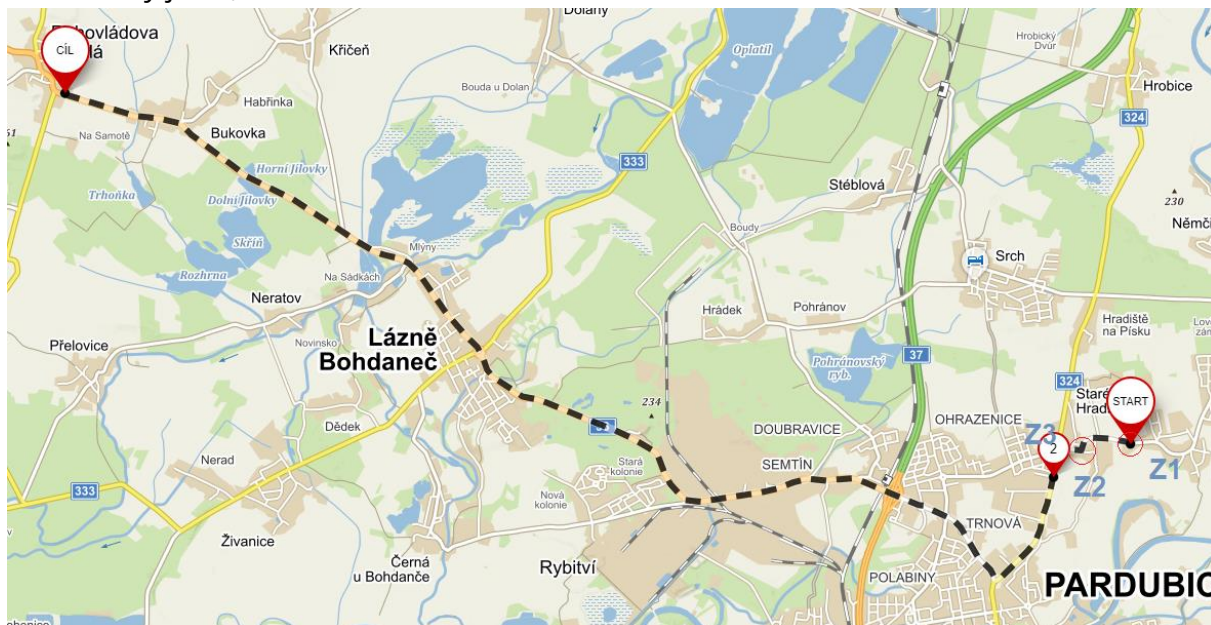 Dolany
CÍL
Křičeň
Oplatil
Hrobický
Dvůr
Hrobice
Habřinka
Bouda u Dolan
Na Samotě
Bukovka
324
333
Horní Jílovky
Trhoňka
Dolní Jílovky
Stéblová
230
Skříň
Mlýny
Boudy
Rozhrna
Na Sádkách
Srch
Neratov
Hrádek
Pohránov
Hradiště
na Písku
Přelovice
Novinsko
Lázně
Bohdaneč
Pohránovský
ryb.
37
324
Staré
START
234
OHRAZENICE
Dědek
DOUBRAVICE
Z3
2
Z1
Nerad
Stará
kolonie
SEMTÍN
Z2
333
Nová
kolonie
TRNOVÁ
Živanice
Černá
u Bohdanče
Rybitví
POLABINY
PARDUBIC